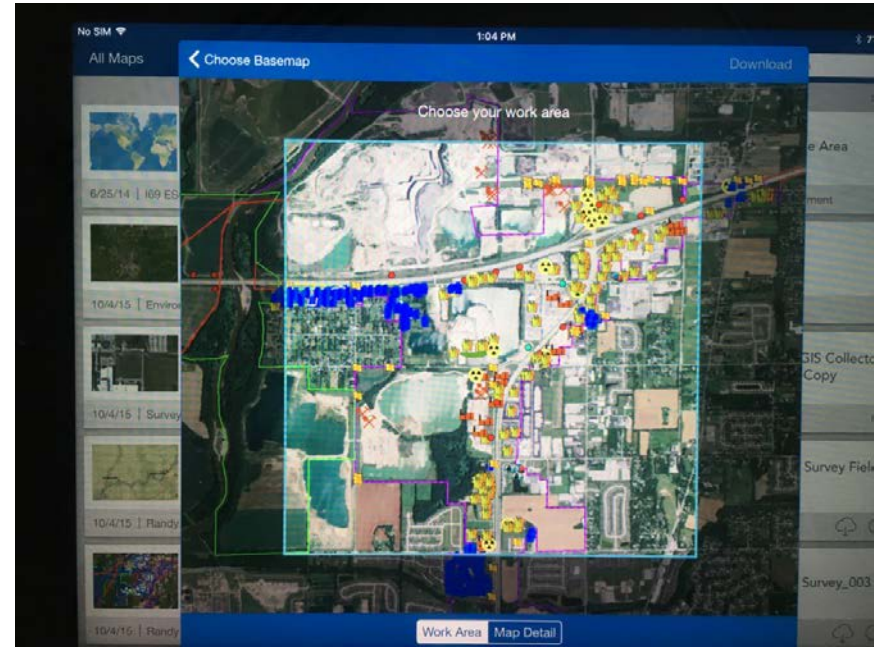 No SIM
1:04 PM
All Maps
Choose Basemap
Download
Choose your work area
6/25/14 | I69 ES
10/4/15 | Enviro
10/4/15 | Survey
10/4/15 | Randy
10/4/15 | Randy
e Area
ment
GIS Collecto
Copy
Survey Fiel
Survey_003
Work Area
Map Detail